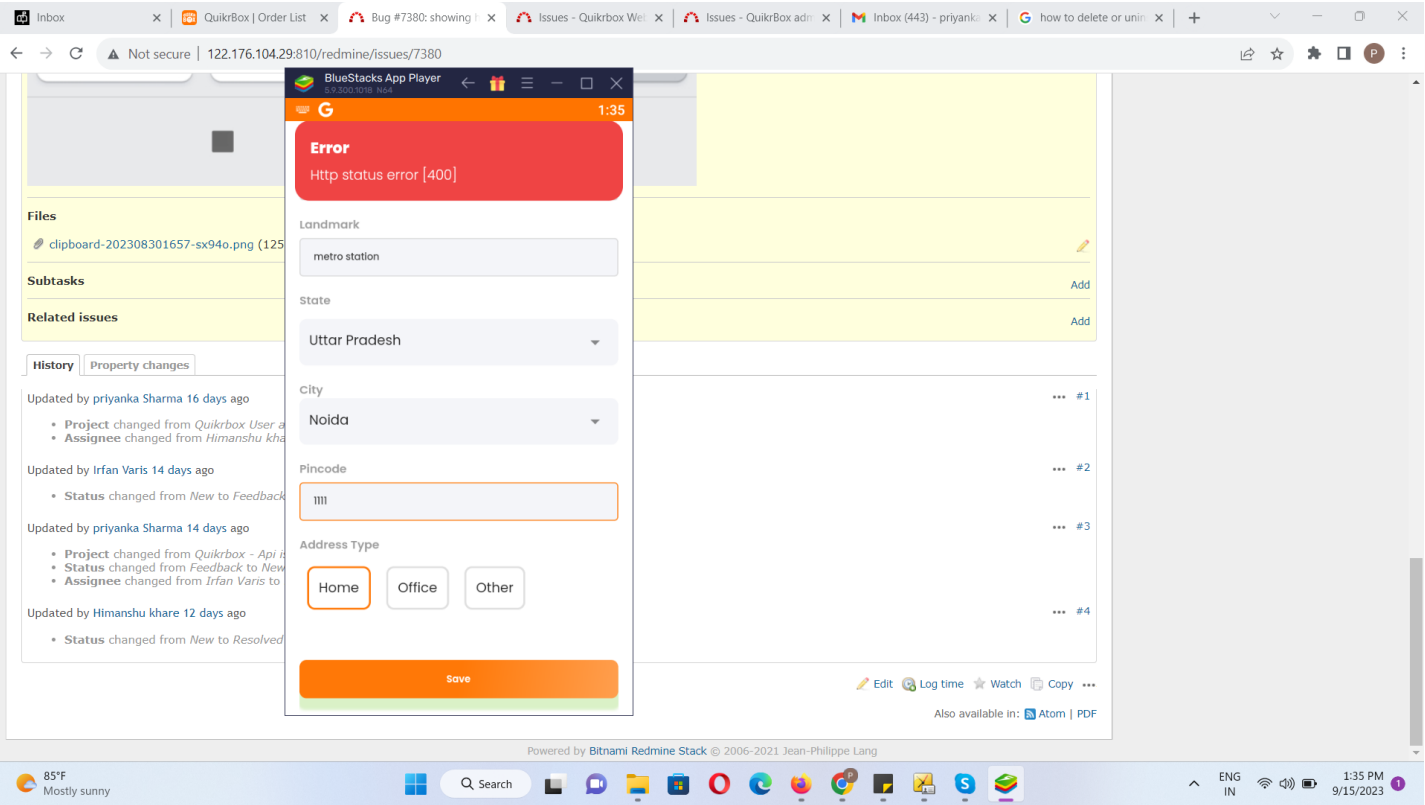 Inbox
QuikrBox | Order List
Bug #7380: showing h
Issues - Quikrbox Wel
Issues - QuikrBox adm
Inbox (443) - priyanka
how to delete or unin
Not secure | 122.176.104.29:810/redmine/issues/7380
P
BlueStacks App Player
5.9.300.1018 N64
G 1:35
Error
Http status error [400]
Files
clipboard-202308301657-sx94o.png (125
Landmark
metro station
Subtasks
Add
State
Related issues
Add
Uttar Pradesh
History
Property changes
City
Updated by priyanka Sharma 16 days ago
#1
Noida
• Project changed from Quikrbox User a
• Assignee changed from Himanshu kha
Updated by Irfan Varis 14 days ago
#2
Pincode
• Status changed from New to Feedback
1111
Updated by priyanka Sharma 14 days ago
#3
Address Type
• Project changed from Quikrbox - Api is
• Status changed from Feedback to New
• Assignee changed from Irfan Varis to
Home
Office
Other
Updated by Himanshu khare 12 days ago
#4
• Status changed from New to Resolved
Save
Edit Log time Watch Copy
Also available in: Atom | PDF
Powered by Bitnami Redmine Stack © 2006-2021 Jean-Philippe Lang
85°F
Mostly sunny
Search
P
S
ENG
IN
1:35 PM
9/15/2023
1